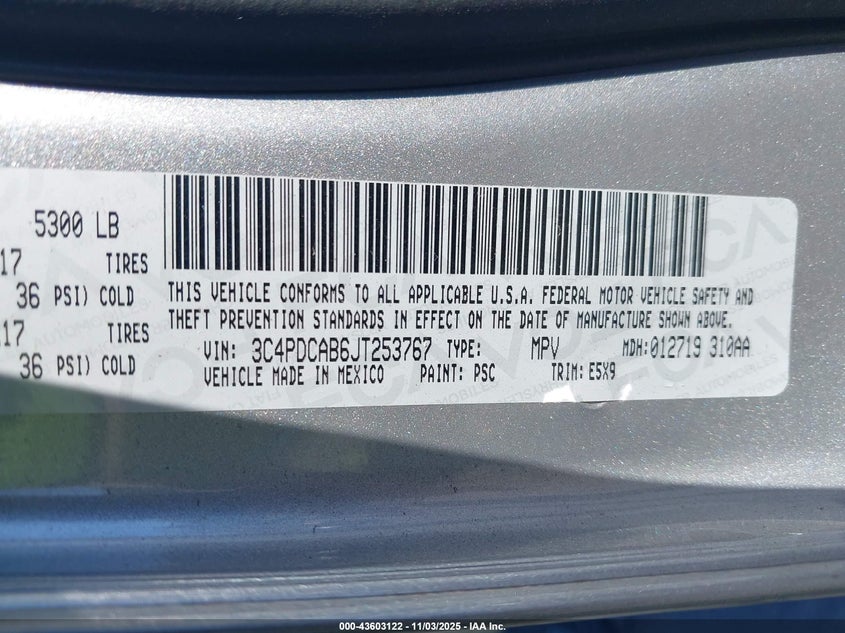 5300 LB
17 TIRES
36 PSI) COLD
17 TIRES
36 PSI) COLD
THIS VEHICLE CONFORMS TO ALL APPLICABLE U.S.A. FEDERAL MOTOR VEHICLE SAFETY AND
THEFT PREVENTION STANDARDS IN EFFECT ON THE DATE OF MANUFACTURE SHOWN ABOVE.
VIN: 3C4PDCAB6JT253767 TYPE: MPV MDH:012719 310AA
VEHICLE MADE IN MEXICO PAINT: PSC TRIM: E5X9
000-43603122 - 11/03/2025 - IAA Inc.